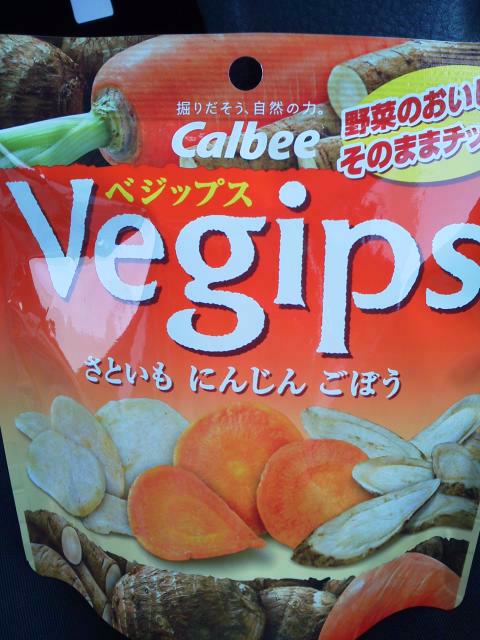 掘りだそう、自然の力。
Calbee
野菜のおいし
そのままチッ
ベジップス
Vegips
さといも にんじん ごぼう